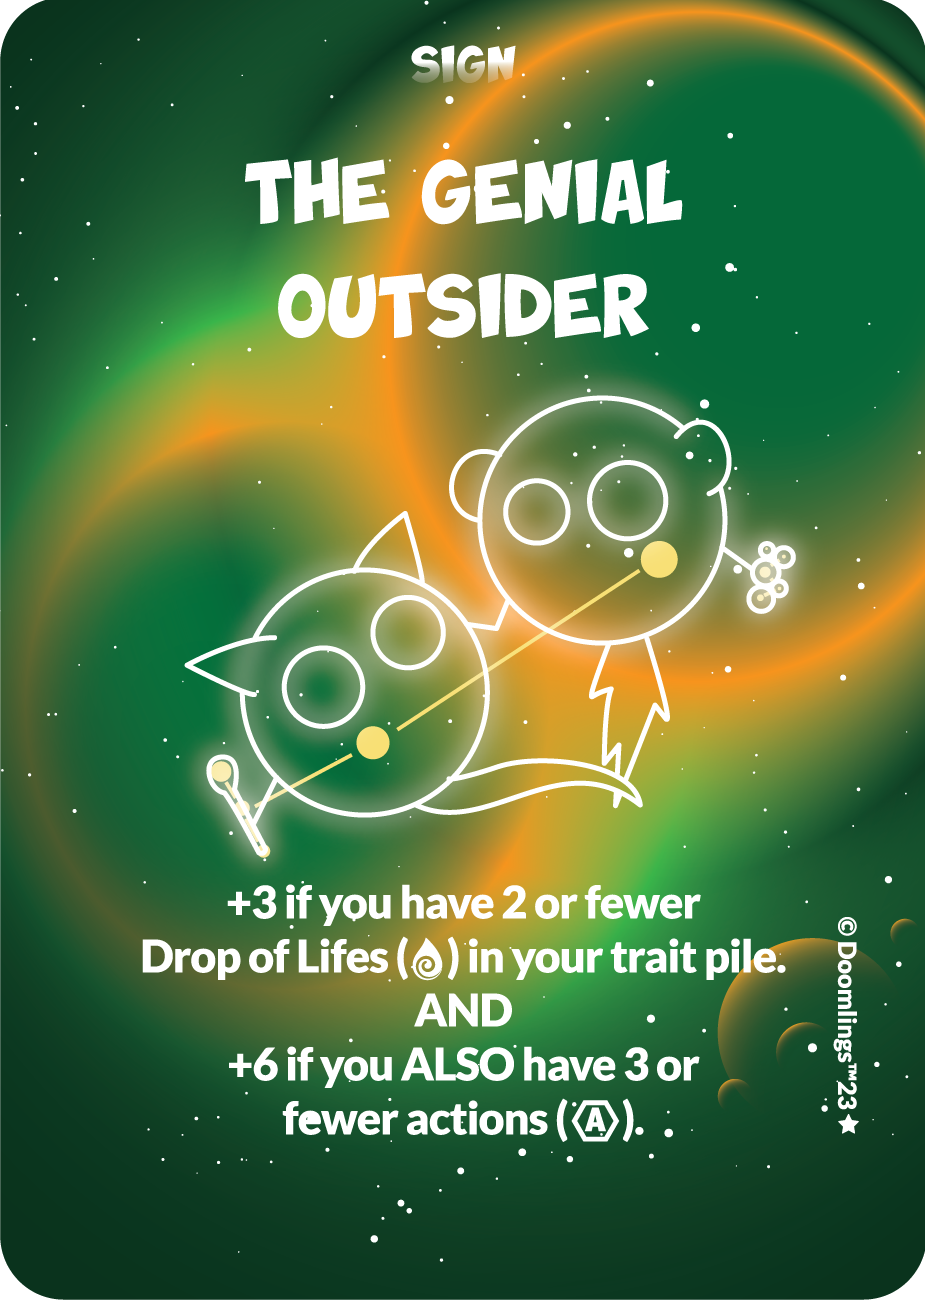 SIGN
THE GENIAL
OUTSIDER
+3 if you have 2 or fewer
Drop of Lifes () in your trait pile.
AND
+6 if you ALSO have 3 or
fewer actions (A).
© Doomlings™23★